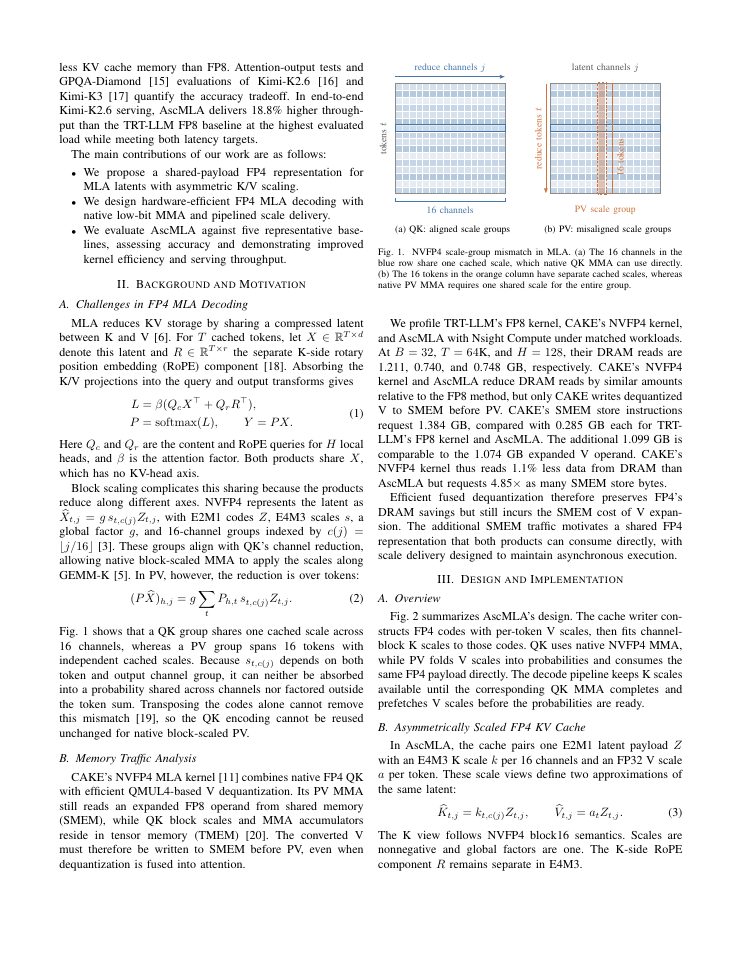 less KV cache memory than FP8. Attention-output tests and
GPQA-Diamond [15] evaluations of Kimi-K2.6 [16] and
Kimi-K3 [17] quantify the accuracy tradeoff. In end-to-end
Kimi-K2.6 serving, AscMLA delivers 18.8% higher through-
put than the TRT-LLM FP8 baseline at the highest evaluated
load while meeting both latency targets.
The main contributions of our work are as follows:
• We propose a shared-payload FP4 representation for
MLA latents with asymmetric K/V scaling.
• We design hardware-efficient FP4 MLA decoding with
native low-bit MMA and pipelined scale delivery.
• We evaluate AscMLA against five representative base-
lines, assessing accuracy and demonstrating improved
kernel efficiency and serving throughput.
II. BACKGROUND AND MOTIVATION
A. Challenges in FP4 MLA Decoding
MLA reduces KV storage by sharing a compressed latent
between K and V [6]. For T cached tokens, let X ∈ ℝ^{T×d}
denote this latent and R ∈ ℝ^{T×r} the separate K-side rotary
position embedding (RoPE) component [18]. Absorbing the
K/V projections into the query and output transforms gives
L = β(Q_c X^⊤ + Q_r R^⊤),
P = softmax(L), Y = PX. (1)
Here Q_c and Q_r are the content and RoPE queries for H local
heads, and β is the attention factor. Both products share X,
which has no KV-head axis.
Block scaling complicates this sharing because the products
reduce along different axes. NVFP4 represents the latent as
X̂_{t,j} = g s_{t,c(j)} Z_{t,j}, with E2M1 codes Z, E4M3 scales s, a
global factor g, and 16-channel groups indexed by c(j) =
⌊j/16⌋ [3]. These groups align with QK's channel reduction,
allowing native block-scaled MMA to apply the scales along
GEMM-K [5]. In PV, however, the reduction is over tokens:
(PX̂)_{h,j} = g ∑_t P_{h,t} s_{t,c(j)} Z_{t,j}. (2)
Fig. 1 shows that a QK group shares one cached scale across
16 channels, whereas a PV group spans 16 tokens with
independent cached scales. Because s_{t,c(j)} depends on both
token and output channel group, it can neither be absorbed
into a probability shared across channels nor factored outside
the token sum. Transposing the codes alone cannot remove
this mismatch [19], so the QK encoding cannot be reused
unchanged for native block-scaled PV.
B. Memory Traffic Analysis
CAKE's NVFP4 MLA kernel [11] combines native FP4 QK
with efficient QMUL4-based V dequantization. Its PV MMA
still reads an expanded FP8 operand from shared memory
(SMEM), while QK block scales and MMA accumulators
reside in tensor memory (TMEM) [20]. The converted V
must therefore be written to SMEM before PV, even when
dequantization is fused into attention.
reduce channels j
tokens t
16 channels
(a) QK: aligned scale groups
latent channels j
reduce tokens t
16 tokens
PV scale group
(b) PV: misaligned scale groups
Fig. 1. NVFP4 scale-group mismatch in MLA. (a) The 16 channels in the
blue row share one cached scale, which native QK MMA can use directly.
(b) The 16 tokens in the orange column have separate cached scales, whereas
native PV MMA requires one shared scale for the entire group.
We profile TRT-LLM's FP8 kernel, CAKE's NVFP4 kernel,
and AscMLA with Nsight Compute under matched workloads.
At B = 32, T = 64K, and H = 128, their DRAM reads are
1.211, 0.740, and 0.748 GB, respectively. CAKE's NVFP4
kernel and AscMLA reduce DRAM reads by similar amounts
relative to the FP8 method, but only CAKE writes dequantized
V to SMEM before PV. CAKE's SMEM store instructions
request 1.384 GB, compared with 0.285 GB each for TRT-
LLM's FP8 kernel and AscMLA. The additional 1.099 GB is
comparable to the 1.074 GB expanded V operand. CAKE's
NVFP4 kernel thus reads 1.1% less data from DRAM than
AscMLA but requests 4.85× as many SMEM store bytes.
Efficient fused dequantization therefore preserves FP4's
DRAM savings but still incurs the SMEM cost of V expan-
sion. The additional SMEM traffic motivates a shared FP4
representation that both products can consume directly, with
scale delivery designed to maintain asynchronous execution.
III. DESIGN AND IMPLEMENTATION
A. Overview
Fig. 2 summarizes AscMLA's design. The cache writer con-
structs FP4 codes with per-token V scales, then fits channel-
block K scales to those codes. QK uses native NVFP4 MMA,
while PV folds V scales into probabilities and consumes the
same FP4 payload directly. The decode pipeline keeps K scales
available until the corresponding QK MMA completes and
prefetches V scales before the probabilities are ready.
B. Asymmetrically Scaled FP4 KV Cache
In AscMLA, the cache pairs one E2M1 latent payload Z
with an E4M3 K scale k per 16 channels and an FP32 V scale
a per token. These scale views define two approximations of
the same latent:
K̂_{t,j} = k_{t,c(j)} Z_{t,j}, V̂_{t,j} = a_t Z_{t,j}. (3)
The K view follows NVFP4 block16 semantics. Scales are
nonnegative and global factors are one. The K-side RoPE
component R remains separate in E4M3.